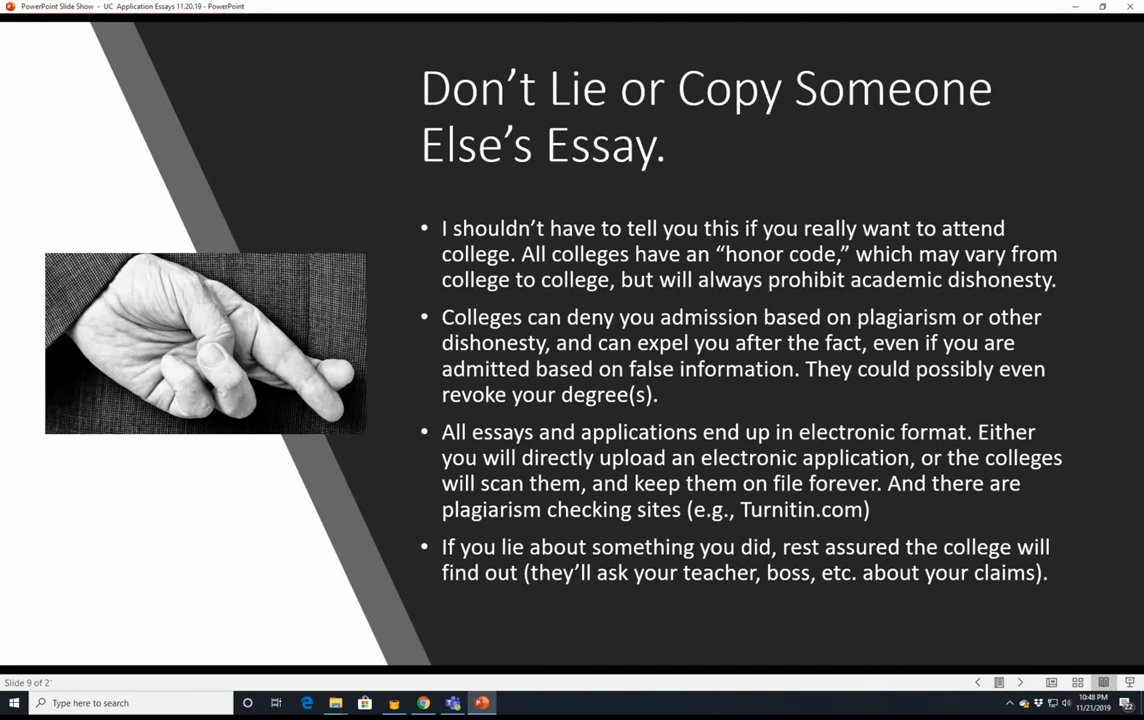 PowerPoint Slide Show - UC Application Essays 11.20.19 - PowerPoint
Don't Lie or Copy Someone
Else's Essay.
• I shouldn't have to tell you this if you really want to attend
college. All colleges have an “honor code,” which may vary from
college to college, but will always prohibit academic dishonesty.
• Colleges can deny you admission based on plagiarism or other
dishonesty, and can expel you after the fact, even if you are
admitted based on false information. They could possibly even
revoke your degree(s).
• All essays and applications end up in electronic format. Either
you will directly upload an electronic application, or the colleges
will scan them, and keep them on file forever. And there are
plagiarism checking sites (e.g., Turnitin.com)
• If you lie about something you did, rest assured the college will
find out (they'll ask your teacher, boss, etc. about your claims).
Slide 9 of 2
Type here to search
10:48 PM
11/21/2019
22